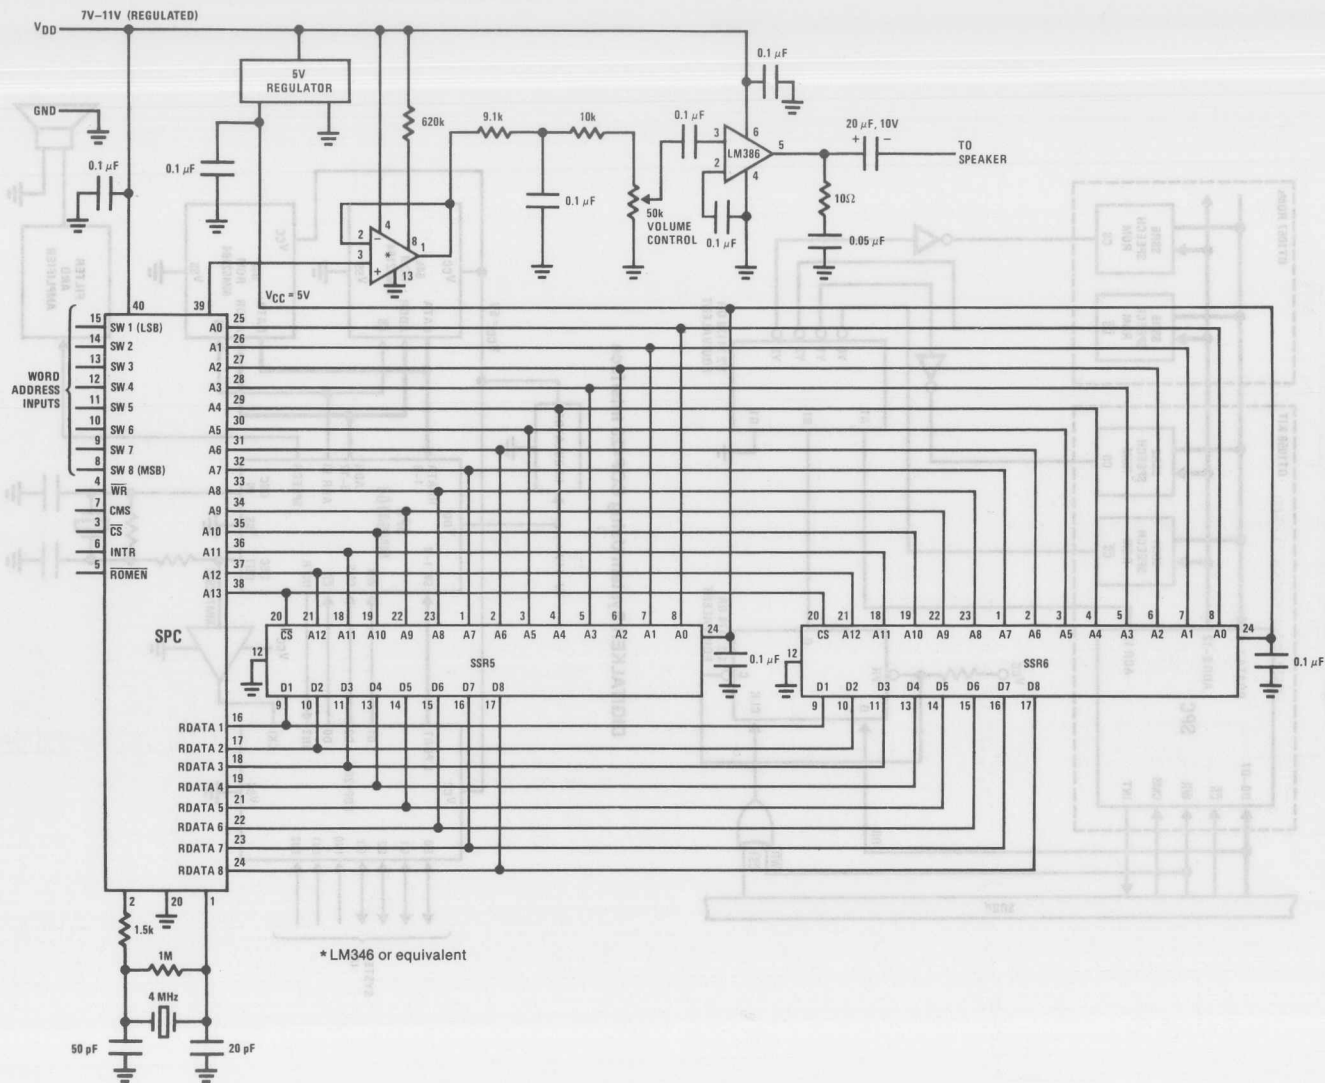 7V–11V (REGULATED)
VDD
5V
REGULATOR
GND
0.1 µF
0.1 µF
620k
9.1k
10k
0.1 µF
50k
VOLUME
CONTROL
0.1 µF
0.1 µF
0.1 µF
3
2
6
LM386
5
4
20 µF, 10V
+
–
TO
SPEAKER
10Ω
0.05 µF
2
–
3
+
4
*
8
1
13
VCC = 5V
40
39
WORD
ADDRESS
INPUTS
15 SW 1 (LSB)
14 SW 2
13 SW 3
12 SW 4
11 SW 5
10 SW 6
9 SW 7
8 SW 8 (MSB)
4 W̅R̅
7 CMS
3 C̅S̅
6 INTR
5 R̅O̅M̅E̅N̅
A0 25
A1 26
A2 27
A3 28
A4 29
A5 30
A6 31
A7 32
A8 33
A9 34
A10 35
A11 36
A12 37
A13 38
SPC
20 21 18 19 22 23 1 2 3 4 5 6 7 8
C̅S̅ A12 A11 A10 A9 A8 A7 A6 A5 A4 A3 A2 A1 A0
24
12
SSR5
0.1 µF
D1 D2 D3 D4 D5 D6 D7 D8
9 10 11 13 14 15 16 17
20 21 18 19 22 23 1 2 3 4 5 6 7 8
CS A12 A11 A10 A9 A8 A7 A6 A5 A4 A3 A2 A1 A0
24
12
SSR6
0.1 µF
D1 D2 D3 D4 D5 D6 D7 D8
9 10 11 13 14 15 16 17
RDATA 1 16
RDATA 2 17
RDATA 3 18
RDATA 4 19
RDATA 5 21
RDATA 6 22
RDATA 7 23
RDATA 8 24
2
20
1
1.5k
1M
4 MHz
50 pF
20 pF
* LM346 or equivalent